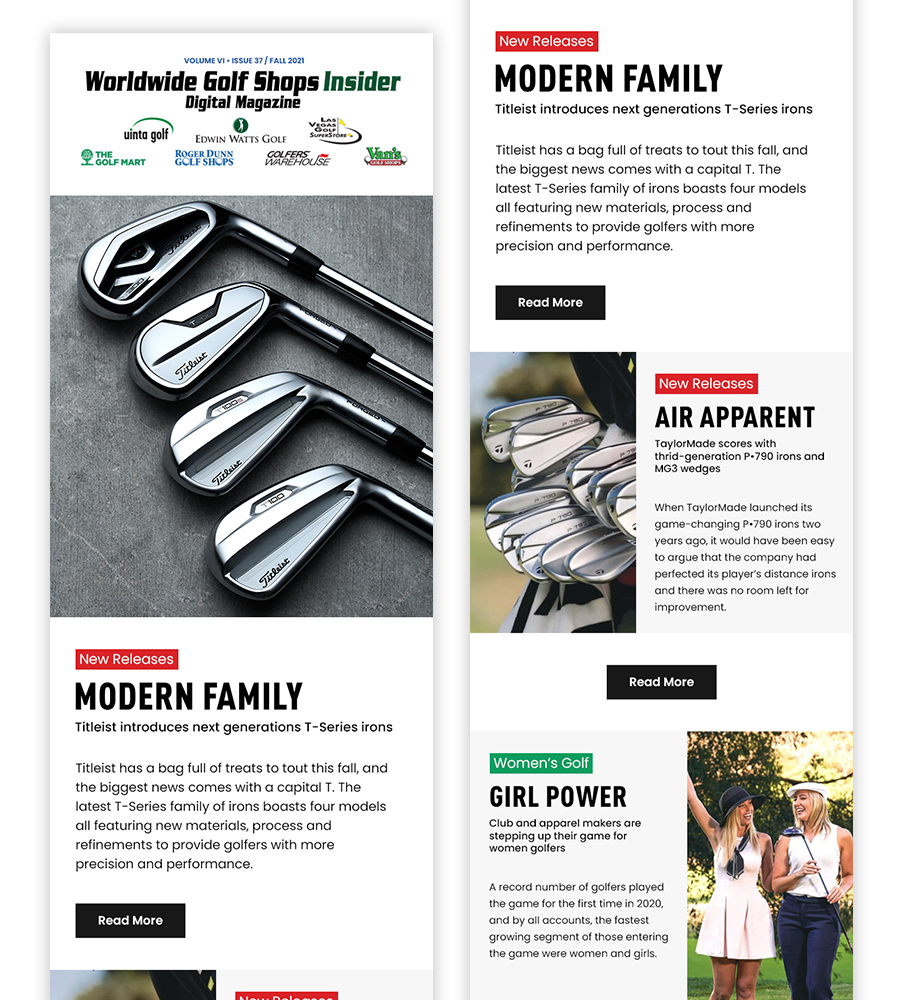 VOLUME VI • ISSUE 37 / FALL 2021
Worldwide Golf Shops Insider
Digital Magazine
uinta golf
EDWIN WATTS GOLF
LAS VEGAS GOLF SUPERSTORE
THE GOLF MART
ROGER DUNN GOLF SHOPS
GOLFERS' WAREHOUSE
Van's GOLF SHOPS
Titleist
FORGED
T
Titleist
T100S
FORGED
Titleist
T100
Titleist
New Releases
MODERN FAMILY
Titleist introduces next generations T-Series irons
Titleist has a bag full of treats to tout this fall, and
the biggest news comes with a capital T. The
latest T-Series family of irons boasts four models
all featuring new materials, process and
refinements to provide golfers with more
precision and performance.
Read More
New Releases
New Releases
MODERN FAMILY
Titleist introduces next generations T-Series irons
Titleist has a bag full of treats to tout this fall, and
the biggest news comes with a capital T. The
latest T-Series family of irons boasts four models
all featuring new materials, process and
refinements to provide golfers with more
precision and performance.
Read More
P·790
P·790
New Releases
AIR APPARENT
TaylorMade scores with
thrid-generation P•790 irons and
MG3 wedges
When TaylorMade launched its
game-changing P•790 irons two
years ago, it would have been easy
to argue that the company had
perfected its player's distance irons
and there was no room left for
improvement.
Read More
Women's Golf
GIRL POWER
Club and apparel makers are
stepping up their game for
women golfers
A record number of golfers played
the game for the first time in 2020,
and by all accounts, the fastest
growing segment of those entering
the game were women and girls.